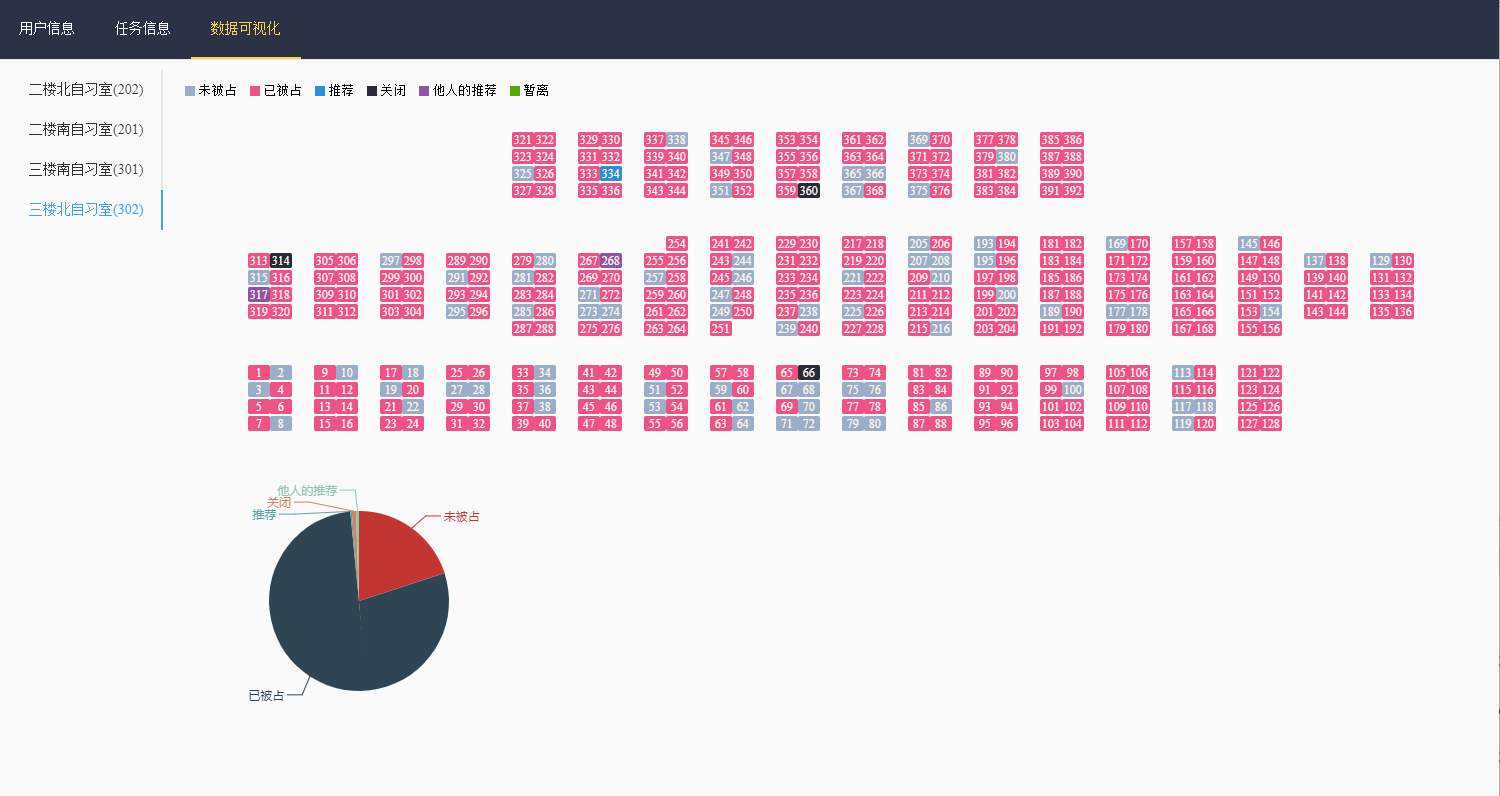 用户信息 任务信息 数据可视化
二楼北自习室(202)
二楼南自习室(201)
三楼南自习室(301)
三楼北自习室(302)
未被占 已被占 推荐 关闭 他人的推荐 暂离
321 322 329 330 337 338 345 346 353 354 361 362 369 370 377 378 385 386
323 324 331 332 339 340 347 348 355 356 363 364 371 372 379 380 387 388
325 326 333 334 341 342 349 350 357 358 365 366 373 374 381 382 389 390
327 328 335 336 343 344 351 352 359 360 367 368 375 376 383 384 391 392
254 241 242 229 230 217 218 205 206 193 194 181 182 169 170 157 158 145 146
313 314 305 306 297 298 289 290 279 280 267 268 255 256 243 244 231 232 219 220 207 208 195 196 183 184 171 172 159 160 147 148 137 138 129 130
315 316 307 308 299 300 291 292 281 282 269 270 257 258 245 246 233 234 221 222 209 210 197 198 185 186 173 174 161 162 149 150 139 140 131 132
317 318 309 310 301 302 293 294 283 284 271 272 259 260 247 248 235 236 223 224 211 212 199 200 187 188 175 176 163 164 151 152 141 142 133 134
319 320 311 312 303 304 295 296 285 286 273 274 261 262 249 250 237 238 225 226 213 214 201 202 189 190 177 178 165 166 153 154 143 144 135 136
287 288 275 276 263 264 251 239 240 227 228 215 216 203 204 191 192 179 180 167 168 155 156
1 2 9 10 17 18 25 26 33 34 41 42 49 50 57 58 65 66 73 74 81 82 89 90 97 98 105 106 113 114 121 122
3 4 11 12 19 20 27 28 35 36 43 44 51 52 59 60 67 68 75 76 83 84 91 92 99 100 107 108 115 116 123 124
5 6 13 14 21 22 29 30 37 38 45 46 53 54 61 62 69 70 77 78 85 86 93 94 101 102 109 110 117 118 125 126
7 8 15 16 23 24 31 32 39 40 47 48 55 56 63 64 71 72 79 80 87 88 95 96 103 104 111 112 119 120 127 128
他人的推荐
关闭
推荐
未被占
已被占